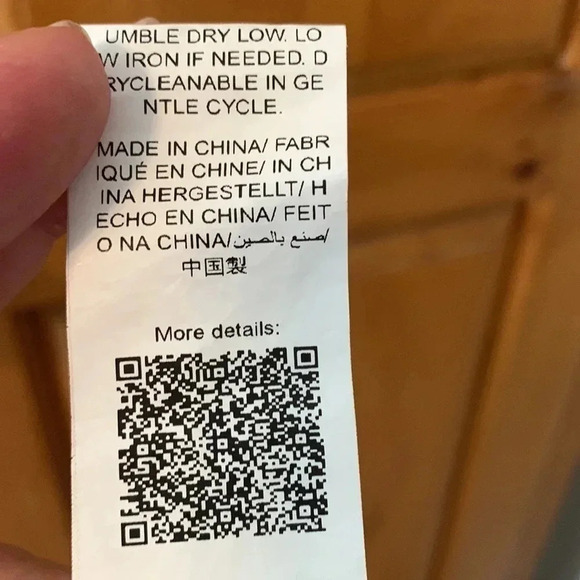 UMBLE DRY LOW. LO
W IRON IF NEEDED. D
RYCLEANABLE IN GE
NTLE CYCLE.
MADE IN CHINA/ FABR
IQUÉ EN CHINE/ IN CH
INA HERGESTELLT/ H
ECHO EN CHINA/ FEIT
O NA CHINA/صنع بالصين/
中国製
More details: